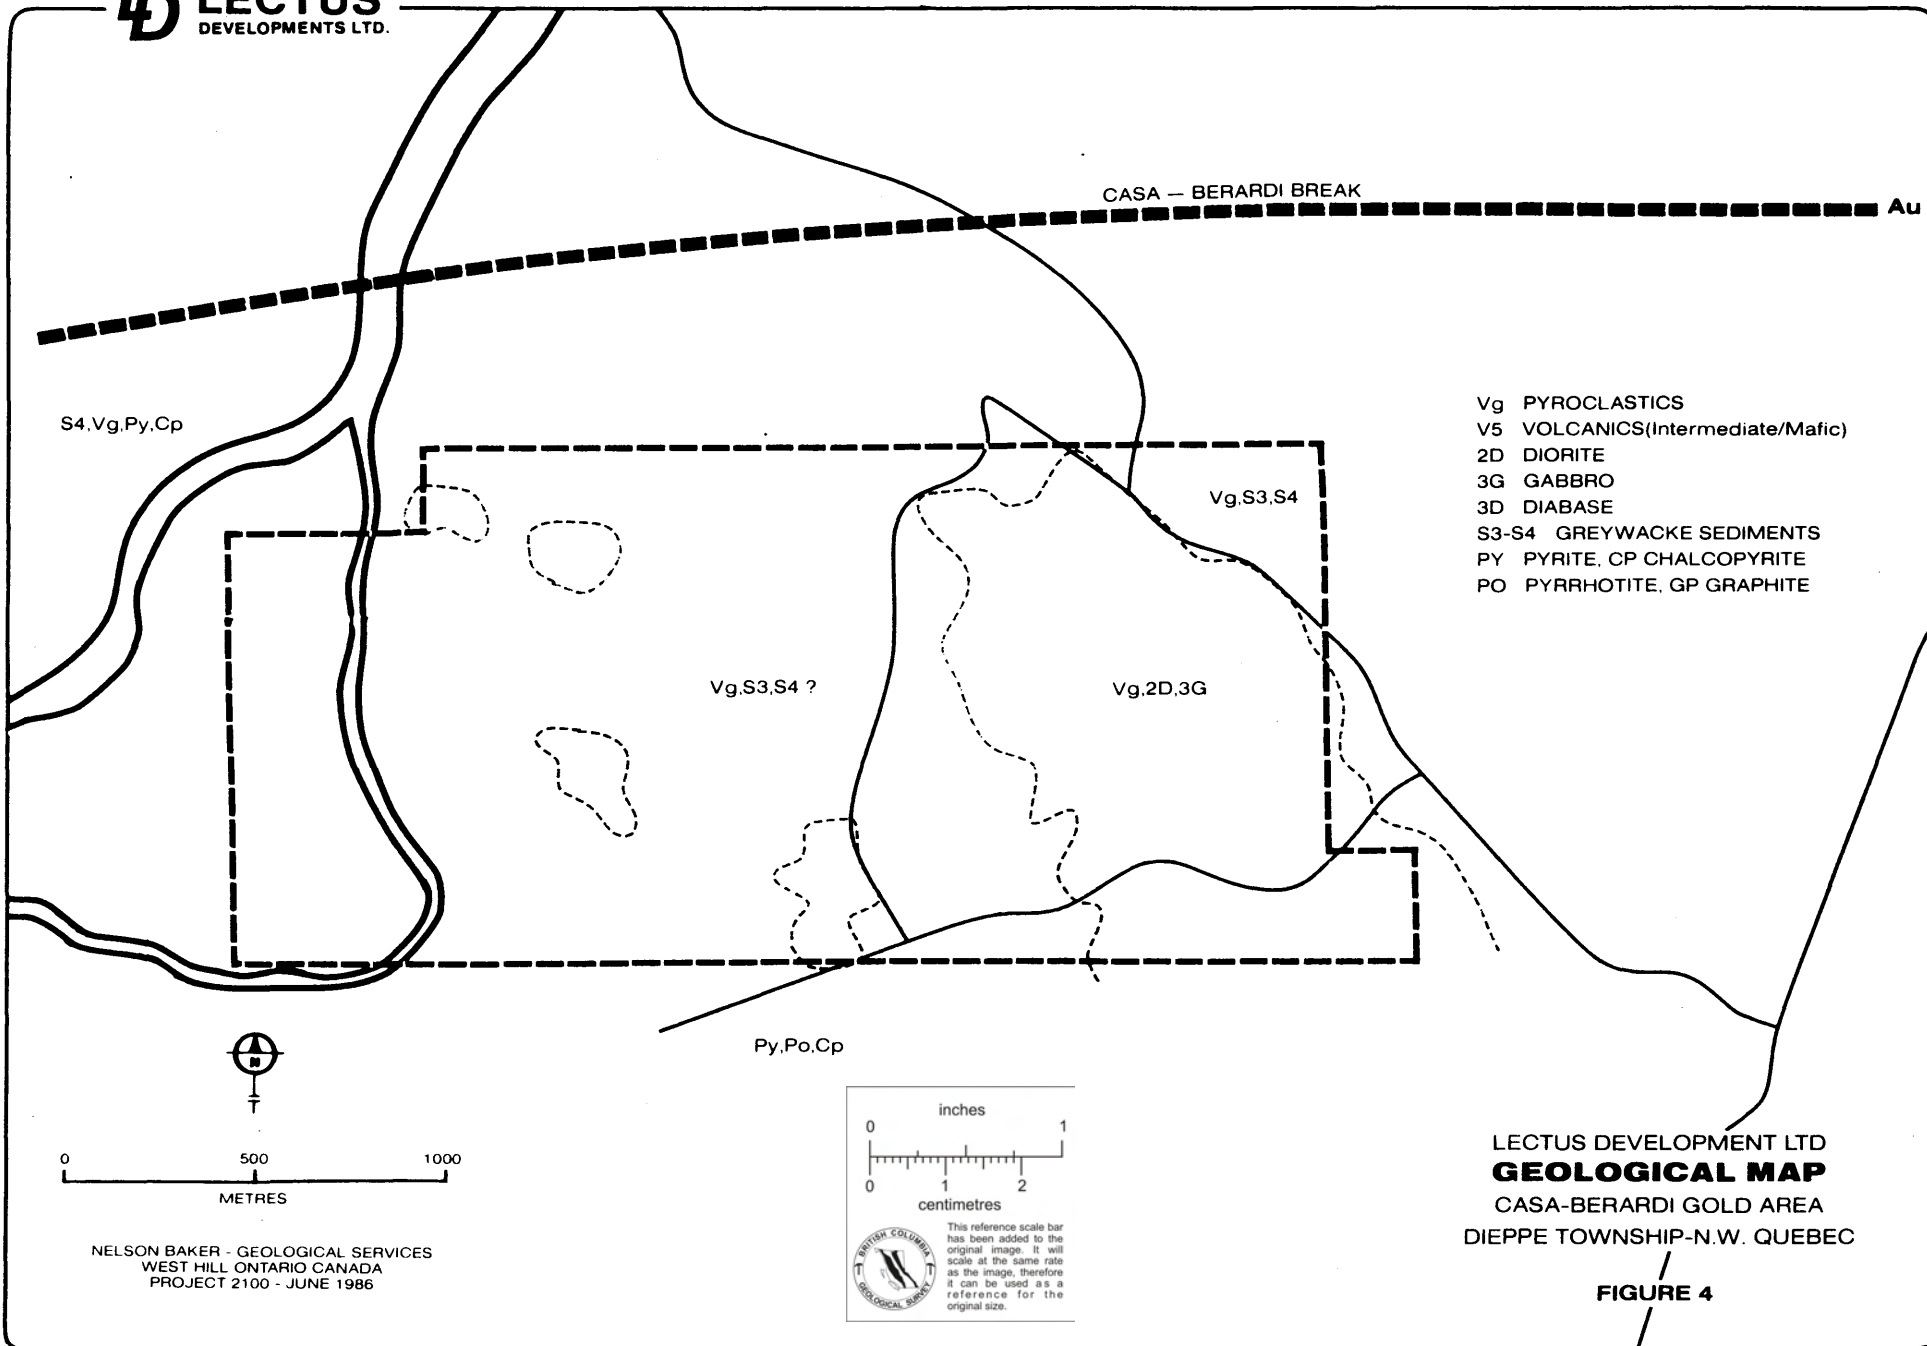 LD LECTUS
DEVELOPMENTS LTD.
CASA — BERARDI BREAK
Au
S4,Vg,Py,Cp
Vg PYROCLASTICS
V5 VOLCANICS(Intermediate/Mafic)
2D DIORITE
3G GABBRO
3D DIABASE
S3-S4 GREYWACKE SEDIMENTS
PY PYRITE, CP CHALCOPYRITE
PO PYRRHOTITE, GP GRAPHITE
Vg,S3,S4
Vg,S3,S4 ?
Vg,2D,3G
Py,Po,Cp
N
0 500 1000
METRES
NELSON BAKER - GEOLOGICAL SERVICES
WEST HILL ONTARIO CANADA
PROJECT 2100 - JUNE 1986
inches
0 1
0 1 2
centimetres
BRITISH COLUMBIA
GEOLOGICAL SURVEY
This reference scale bar
has been added to the
original image. It will
scale at the same rate
as the image, therefore
it can be used as a
reference for the
original size.
LECTUS DEVELOPMENT LTD
GEOLOGICAL MAP
CASA-BERARDI GOLD AREA
DIEPPE TOWNSHIP-N.W. QUEBEC
FIGURE 4